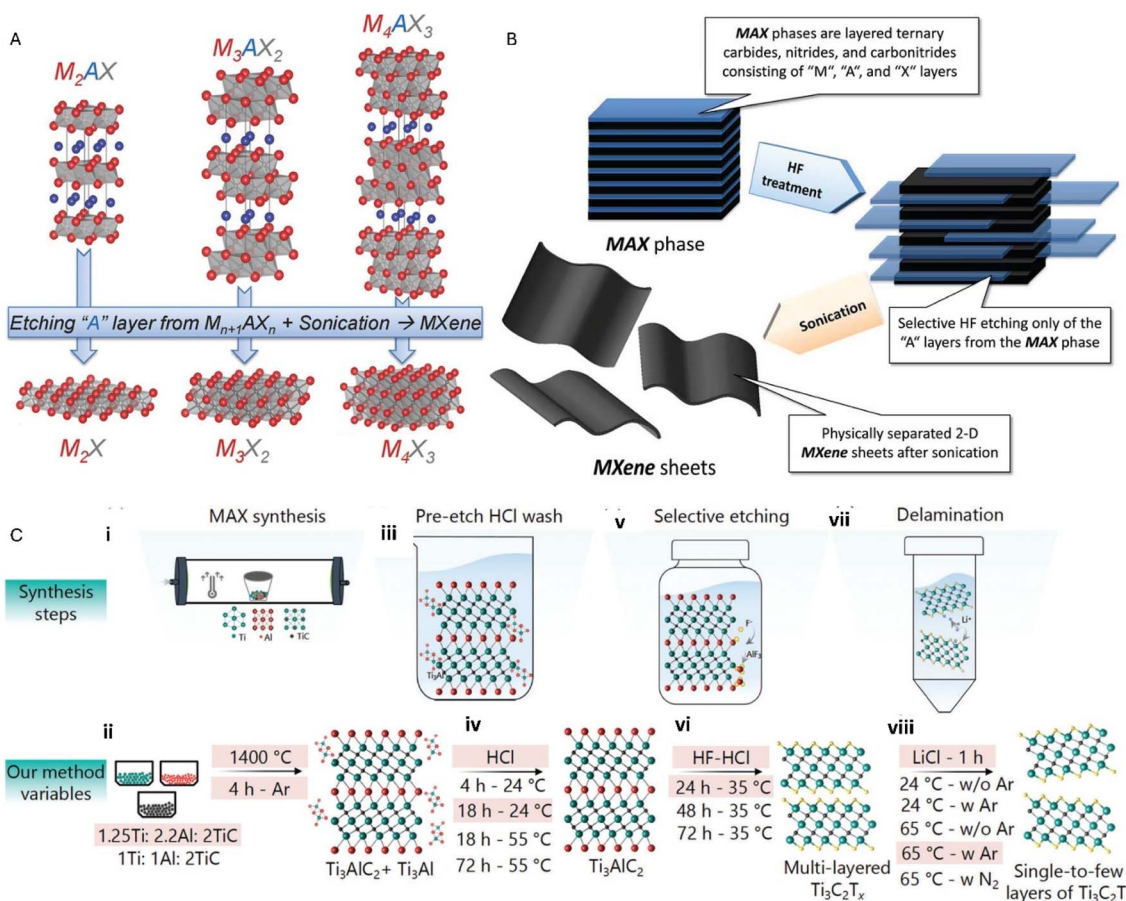 A
M₂AX
M₃AX₂
M₄AX₃
Etching "A" layer from Mₙ₊₁AXₙ + Sonication → MXene
M₂X
M₃X₂
M₄X₃
B
MAX phases are layered ternary
carbides, nitrides, and carbonitrides
consisting of "M", "A", and "X" layers
HF
treatment
MAX phase
Selective HF etching only of the
"A" layers from the MAX phase
Sonication
Physically separated 2-D
MXene sheets after sonication
MXene sheets
C
Synthesis
steps
i
MAX synthesis
Ti
Al
TiC
iii
Pre-etch HCl wash
Ti₃Al
v
Selective etching
F⁻
AlF₃
vii
Delamination
Li⁺
Our method
variables
ii
1.25Ti: 2.2Al: 2TiC
1Ti: 1Al: 2TiC
1400 °C
4 h - Ar
Ti₃AlC₂ + Ti₃Al
iv
HCl
4 h - 24 °C
18 h - 24 °C
18 h - 55 °C
72 h - 55 °C
Ti₃AlC₂
vi
HF-HCl
24 h - 35 °C
48 h - 35 °C
72 h - 35 °C
Multi-layered
Ti₃C₂Tₓ
viii
LiCl - 1 h
24 °C - w/o Ar
24 °C - w Ar
65 °C - w/o Ar
65 °C - w Ar
65 °C - w N₂
Single-to-few
layers of Ti₃C₂T